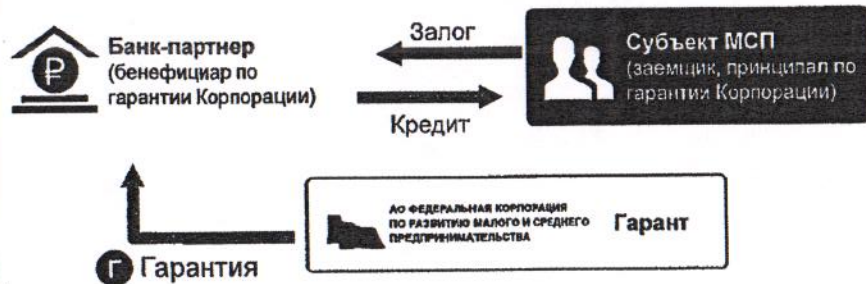 Банк-партнер
(бенефициар по
гарантии Корпорации)
Залог
Кредит
Субъект МСП
(заемщик, принципал по
гарантии Корпорации)
АО ФЕДЕРАЛЬНАЯ КОРПОРАЦИЯ
ПО РАЗВИТИЮ МАЛОГО И СРЕДНЕГО
ПРЕДПРИНИМАТЕЛЬСТВА
Гарант
Г Гарантия